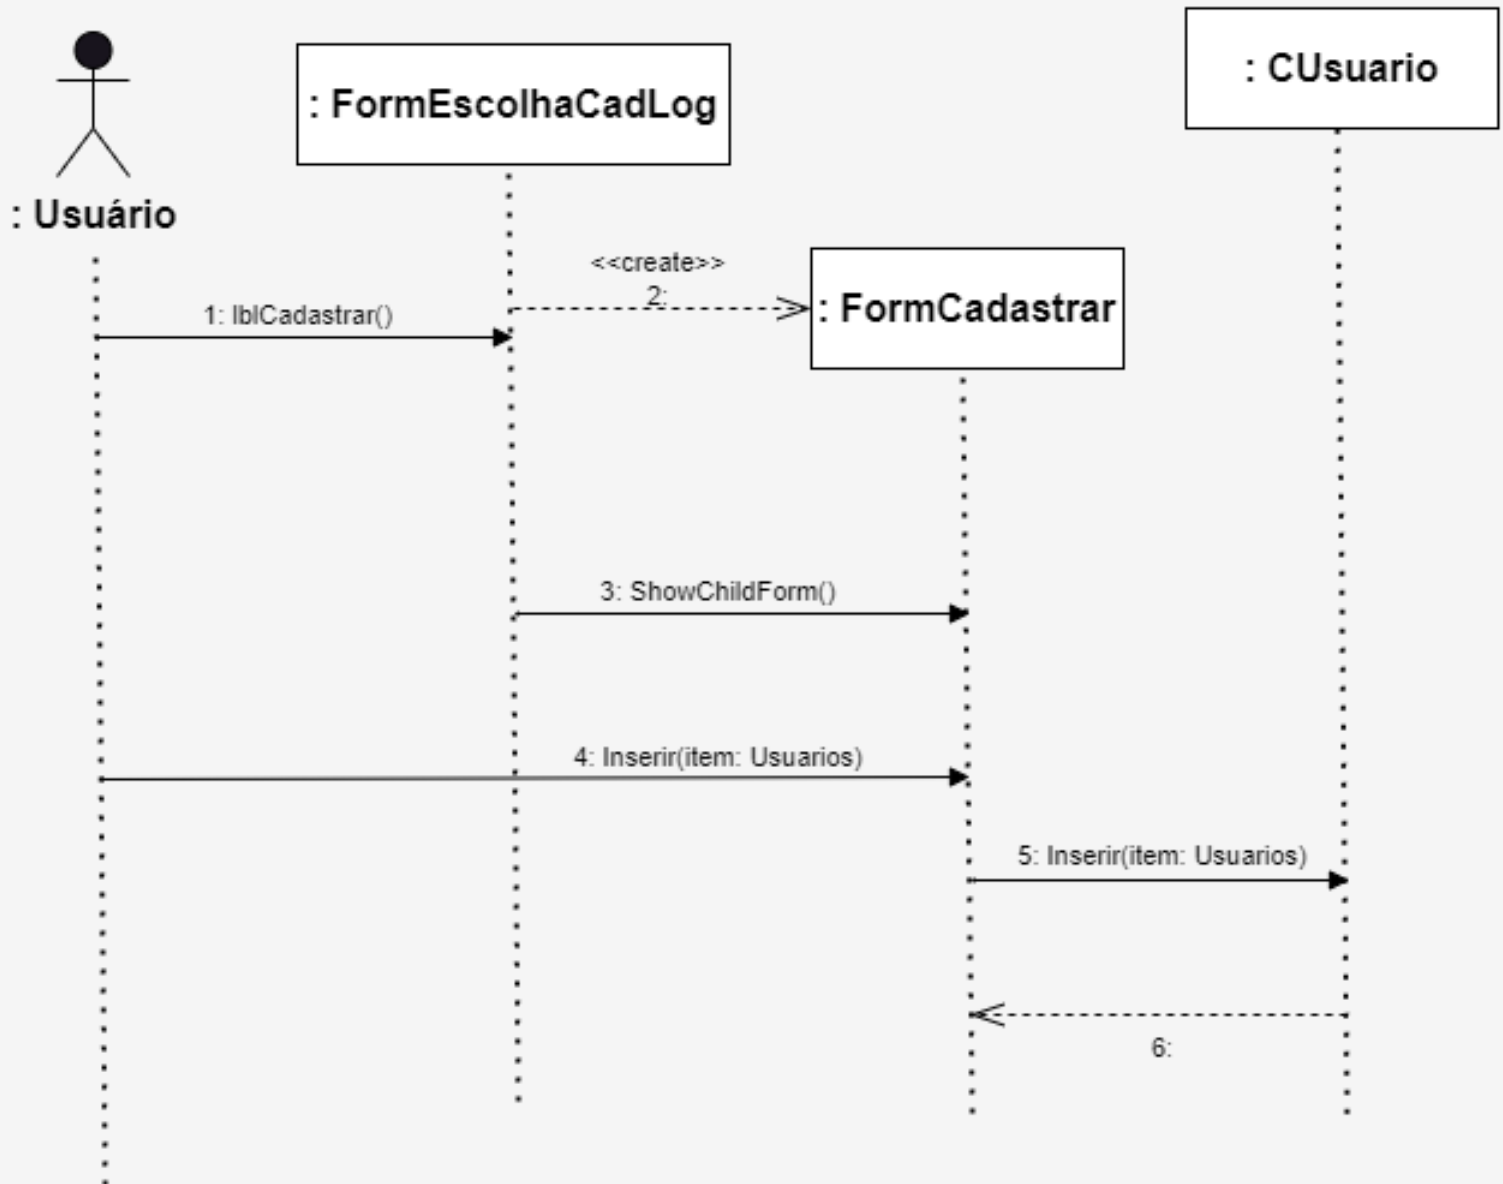 : CUsuario
: FormEscolhaCadLog
: Usuário
<<create>>
2:
: FormCadastrar
1: lblCadastrar()
3: ShowChildForm()
4: Inserir(item: Usuarios)
5: Inserir(item: Usuarios)
6: